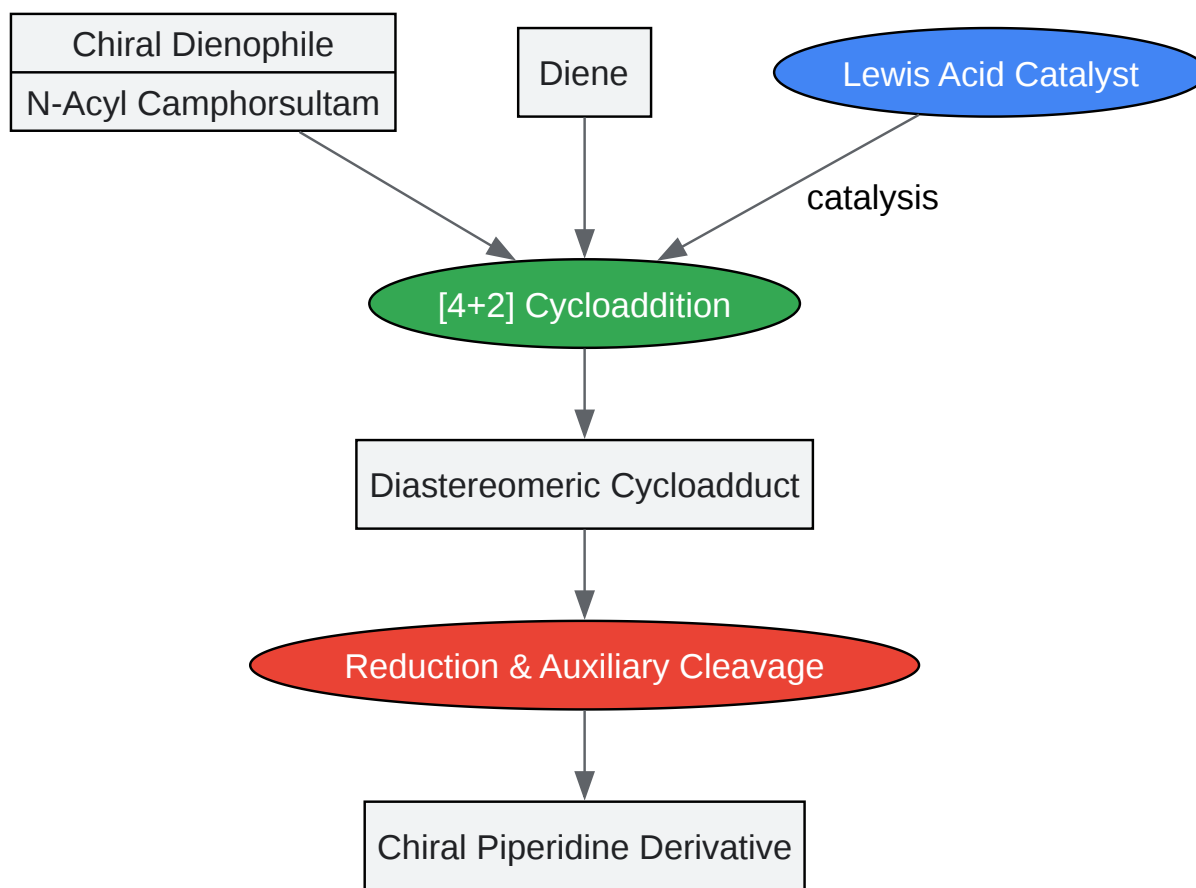 Chiral Dienophile
N-Acyl Camphorsultam
Diene
Lewis Acid Catalyst
catalysis
[4+2] Cycloaddition
Diastereomeric Cycloadduct
Reduction & Auxiliary Cleavage
Chiral Piperidine Derivative